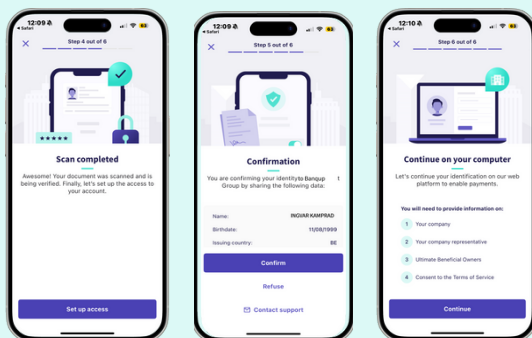 12:09
Safari
Step 4 out of 6
Scan completed
Awesome! Your document was scanned and is
being verified. Finally, let's set up the access to
your account.
Set up access
12:09
Safari
Step 5 out of 6
Confirmation
You are confirming your identity to Banqup t
Group by sharing the following data:
Name: INGVAR KAMPRAD
Birthdate: 11/08/1999
Issuing country: BE
Confirm
Refuse
Contact support
12:10
Safari
Step 6 out of 6
Continue on your computer
Let's continue your identification on our web
platform to enable payments.
You will need to provide information on:
1 Your company
2 Your company representative
3 Ultimate Beneficial Owners
4 Consent to the Terms of Service
Continue